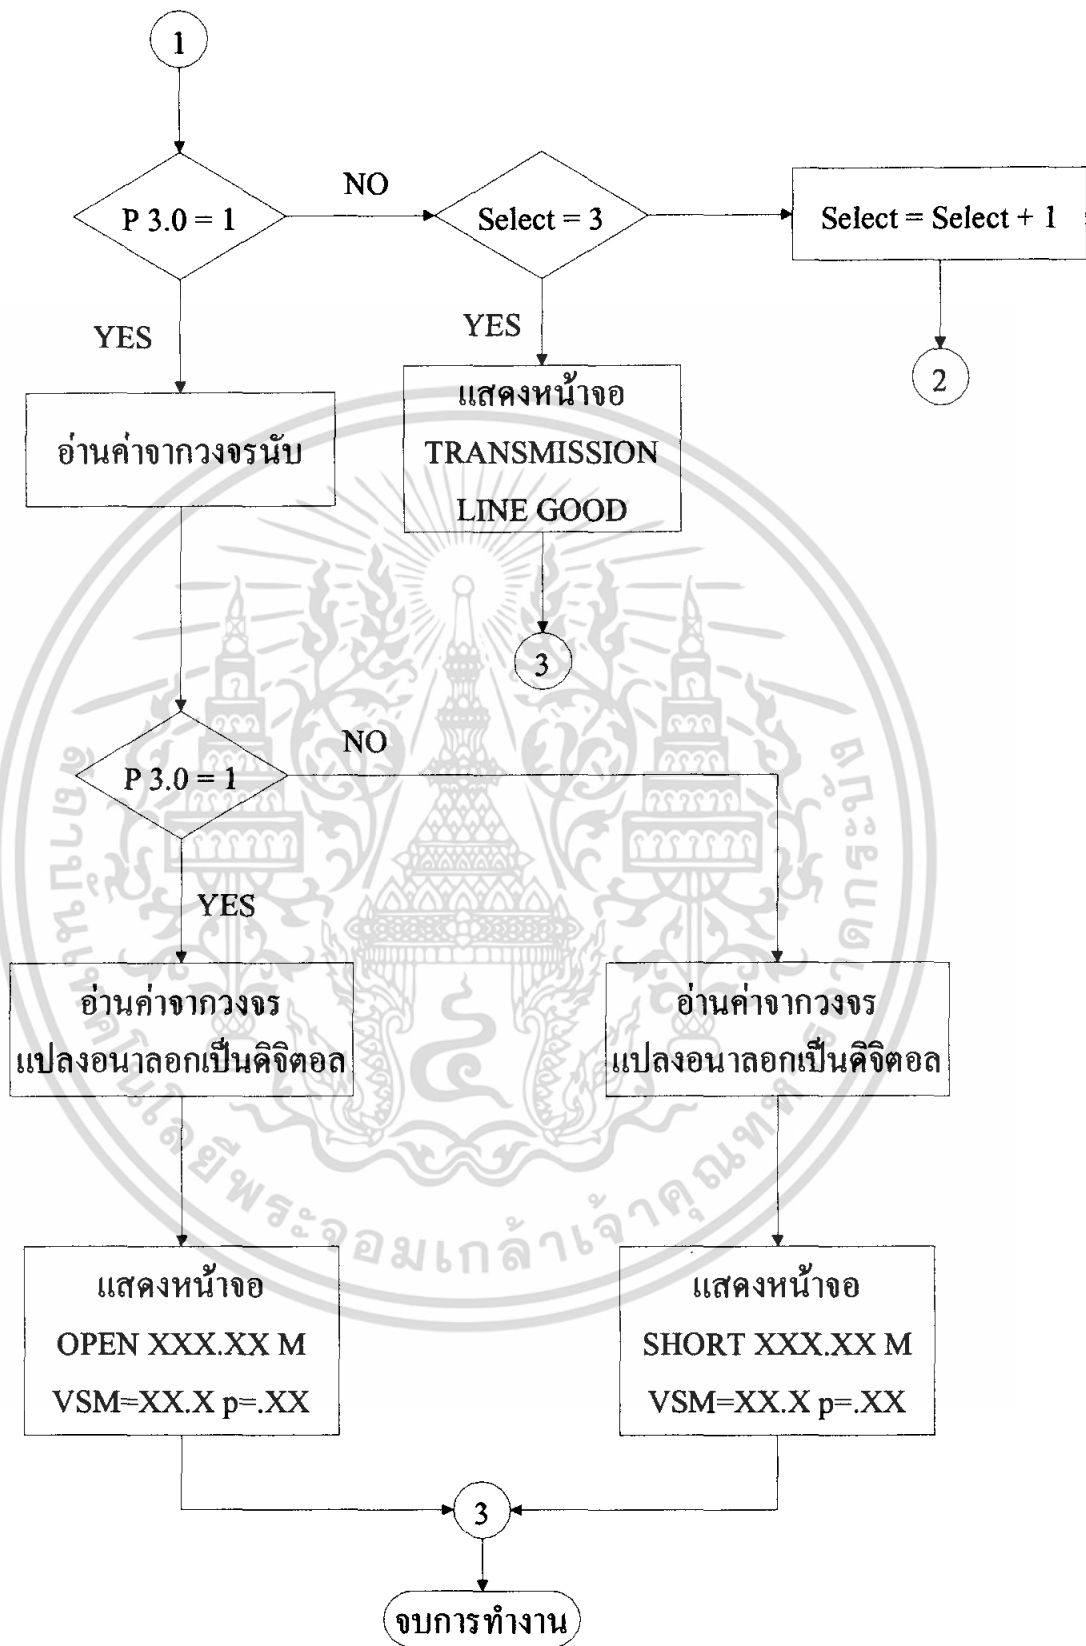 1
P 3.0 = 1
NO
Select = 3
Select = Select + 1
YES
YES
2
อ่านค่าจากวงจรนับ
แสดงหน้าจอ
TRANSMISSION
LINE GOOD
3
P 3.0 = 1
NO
YES
อ่านค่าจากวงจร
แปลงอนาลอกเป็นดิจิตอล
อ่านค่าจากวงจร
แปลงอนาลอกเป็นดิจิตอล
แสดงหน้าจอ
OPEN XXX.XX M
VSM=XX.X p=.XX
แสดงหน้าจอ
SHORT XXX.XX M
VSM=XX.X p=.XX
3
จบการทำงาน